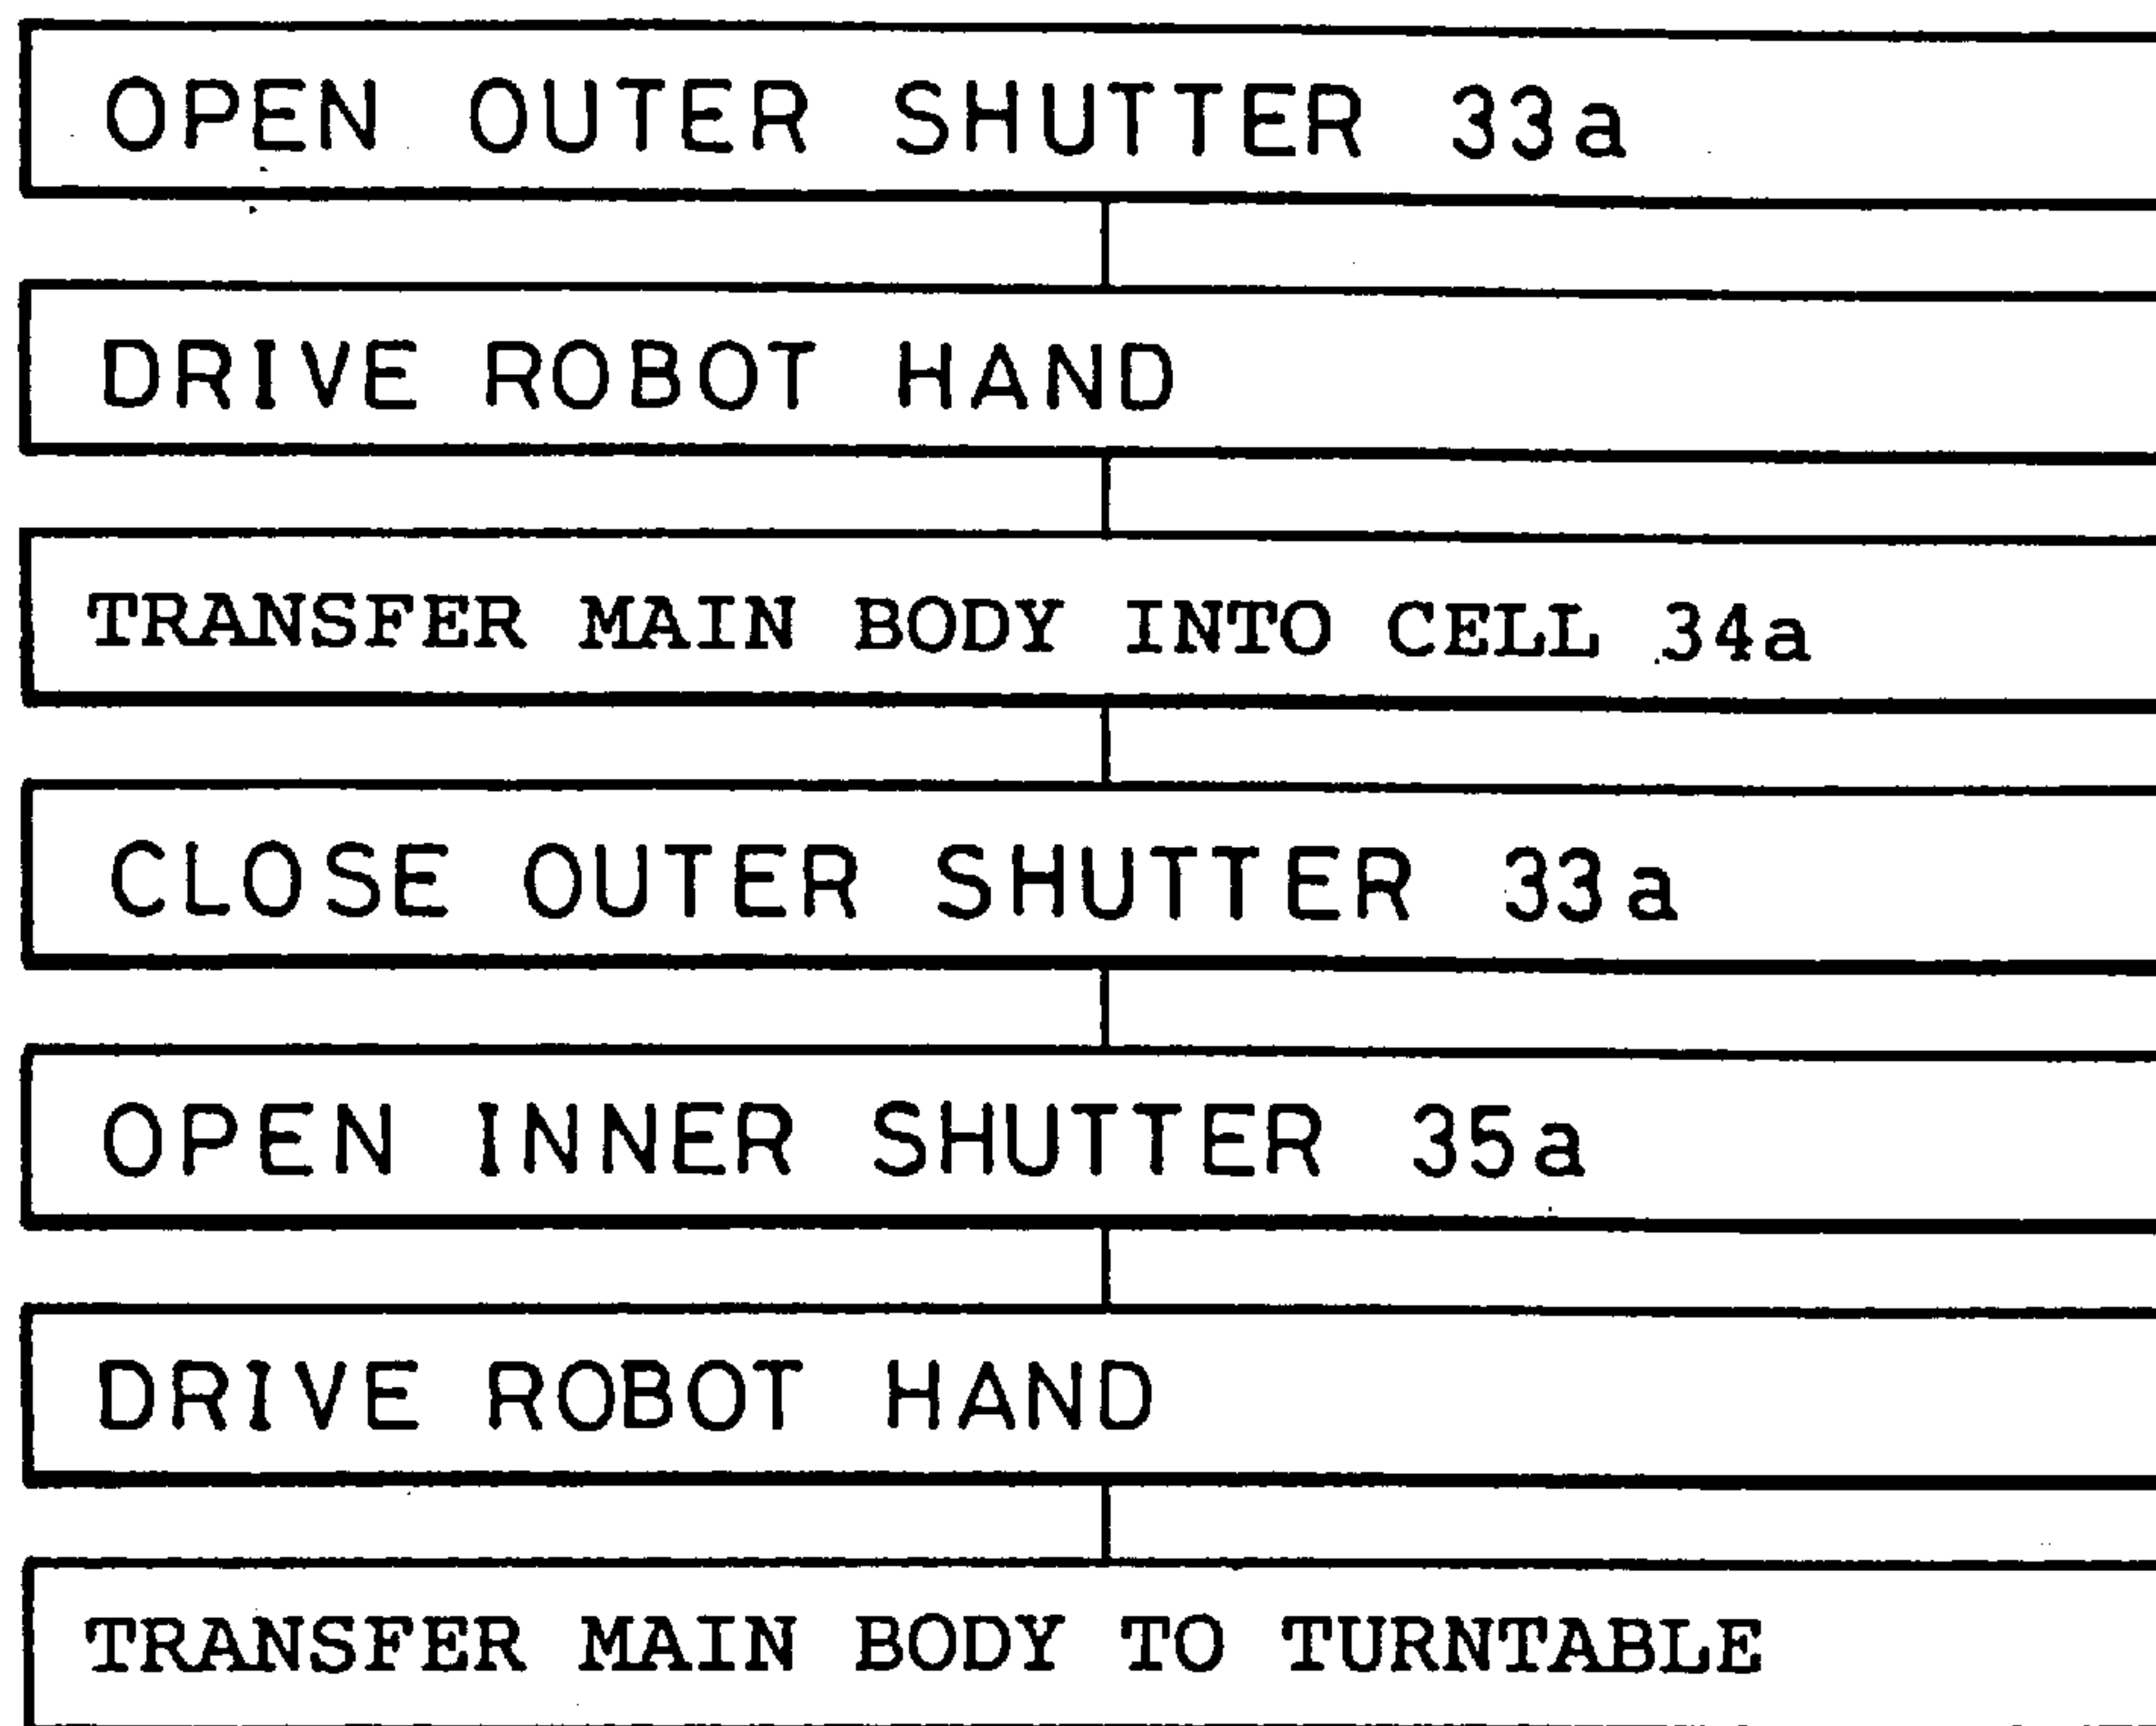 OPEN OUTER SHUTTER 33a
DRIVE ROBOT HAND
TRANSFER MAIN BODY INTO CELL 34a
CLOSE OUTER SHUTTER 33a
OPEN INNER SHUTTER 35a
DRIVE ROBOT HAND
TRANSFER MAIN BODY TO TURNTABLE